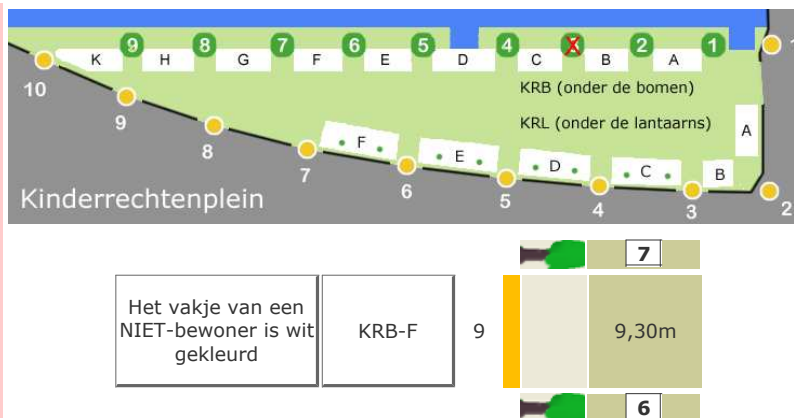 9 8 7 6 5 4 X 2 1 1
K H G F E D C B A
KRB (onder de bomen)
10
KRL (onder de lantaarns)
A
9
8
F E D C B
7
6
5
4
3
2
Kinderrechtenplein
7
Het vakje van een
NIET-bewoner is wit
gekleurd
KRB-F
9
9,30m
6